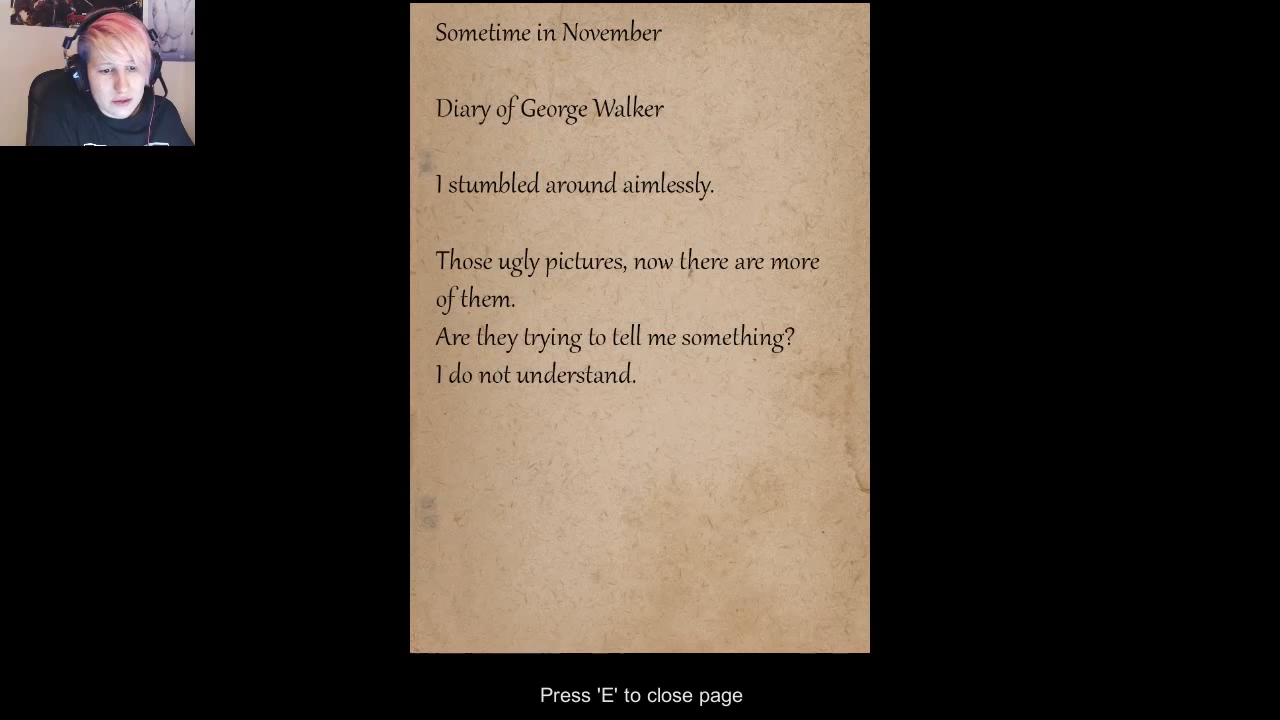 Sometime in November
Diary of George Walker
I stumbled around aimlessly.
Those ugly pictures, now there are more
of them.
Are they trying to tell me something?
I do not understand.
Press 'E' to close page